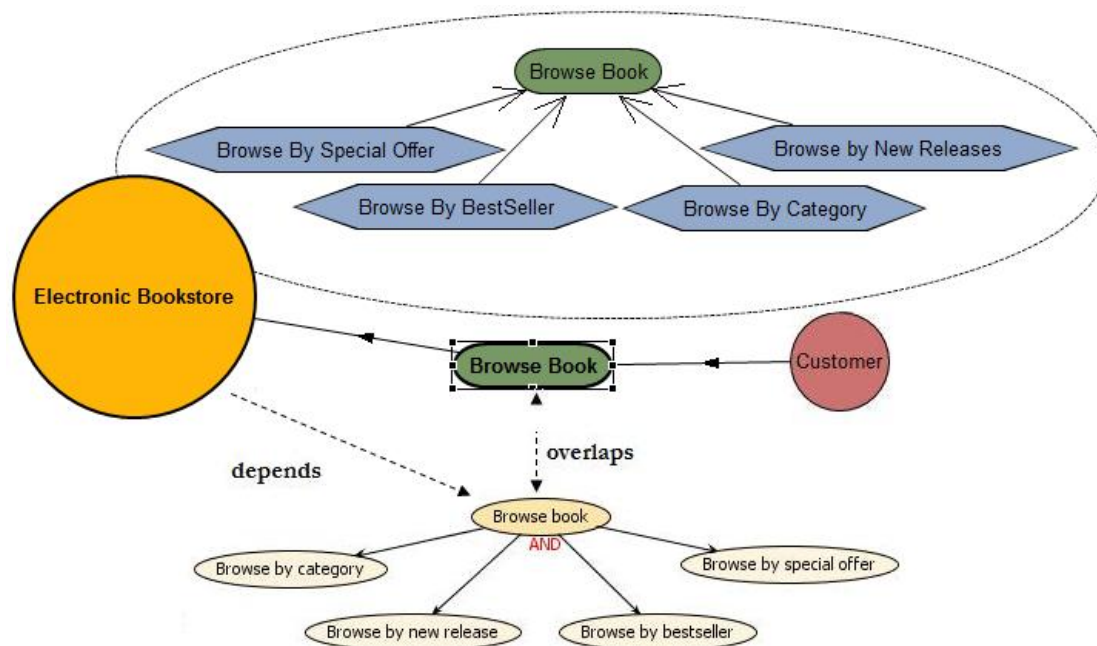 Browse Book
Browse By Special Offer
Browse by New Releases
Browse By BestSeller
Browse By Category
Electronic Bookstore
Browse Book
Customer
depends
overlaps
Browse book
AND
Browse by category
Browse by special offer
Browse by new release
Browse by bestseller